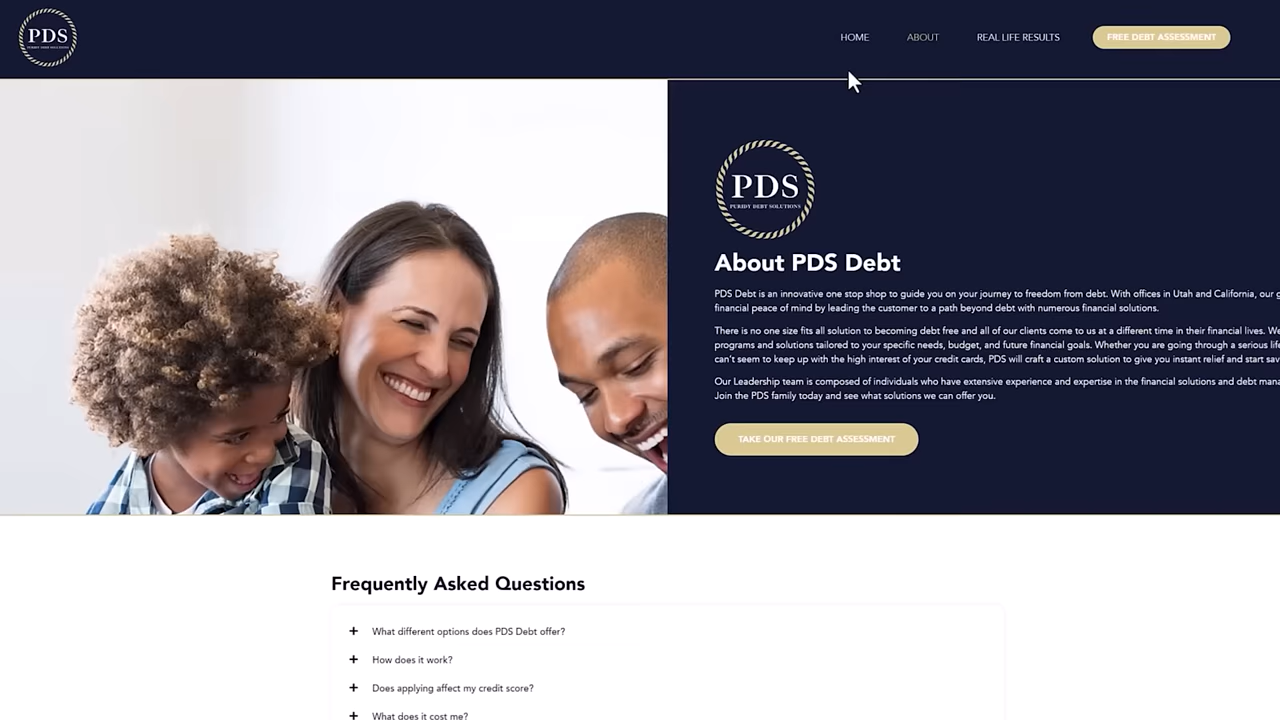 PDS
HOME
ABOUT
REAL LIFE RESULTS
FREE DEBT ASSESSMENT
PDS
PURIDY DEBT SOLUTIONS
About PDS Debt
PDS Debt is an innovative one stop shop to guide you on your journey to freedom from debt. With offices in Utah and California, our g
financial peace of mind by leading the customer to a path beyond debt with numerous financial solutions.
There is no one size fits all solution to becoming debt free and all of our clients come to us at a different time in their financial lives. We
programs and solutions tailored to your specific needs, budget, and future financial goals. Whether you are going through a serious life
can't seem to keep up with the high interest of your credit cards, PDS will craft a custom solution to give you instant relief and start sav
Our Leadership team is composed of individuals who have extensive experience and expertise in the financial solutions and debt mana
Join the PDS family today and see what solutions we can offer you.
TAKE OUR FREE DEBT ASSESSMENT
Frequently Asked Questions
+ What different options does PDS Debt offer?
+ How does it work?
+ Does applying affect my credit score?
+ What does it cost me?